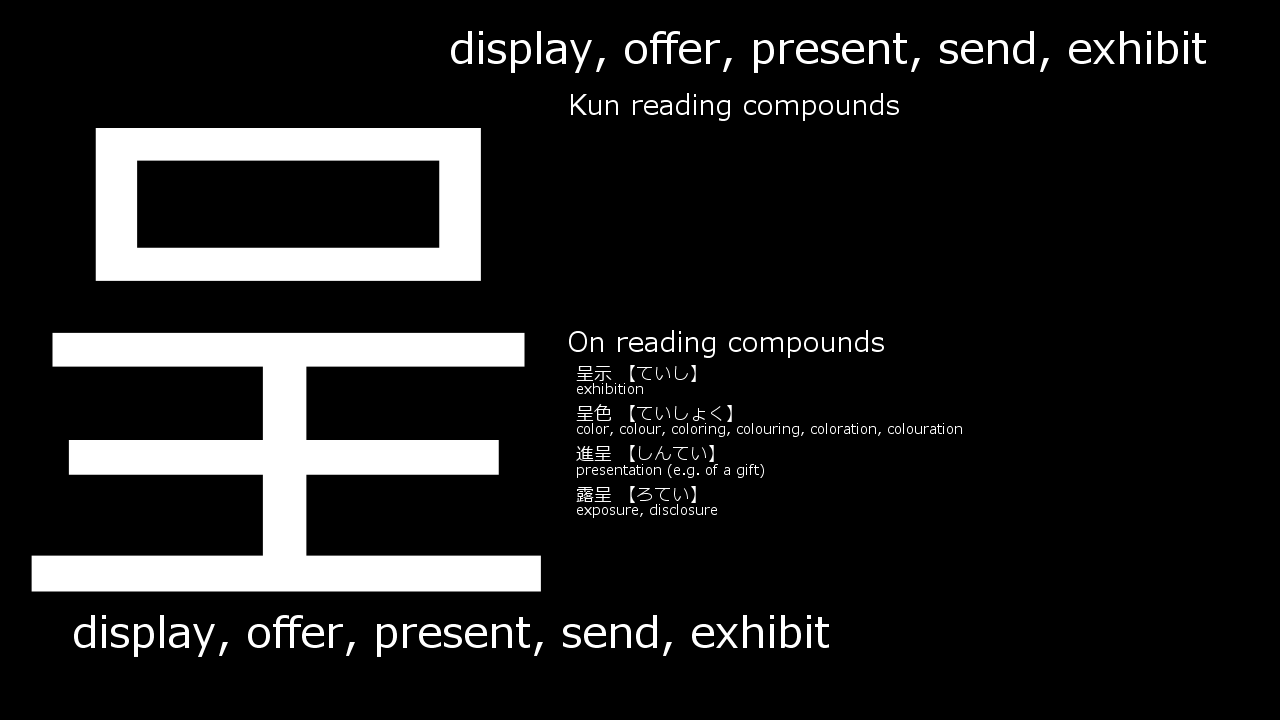 display, offer, present, send, exhibit
Kun reading compounds
呈
On reading compounds
呈示 【ていし】
exhibition
呈色 【ていしょく】
color, colour, coloring, colouring, coloration, colouration
進呈 【しんてい】
presentation (e.g. of a gift)
露呈 【ろてい】
exposure, disclosure
display, offer, present, send, exhibit